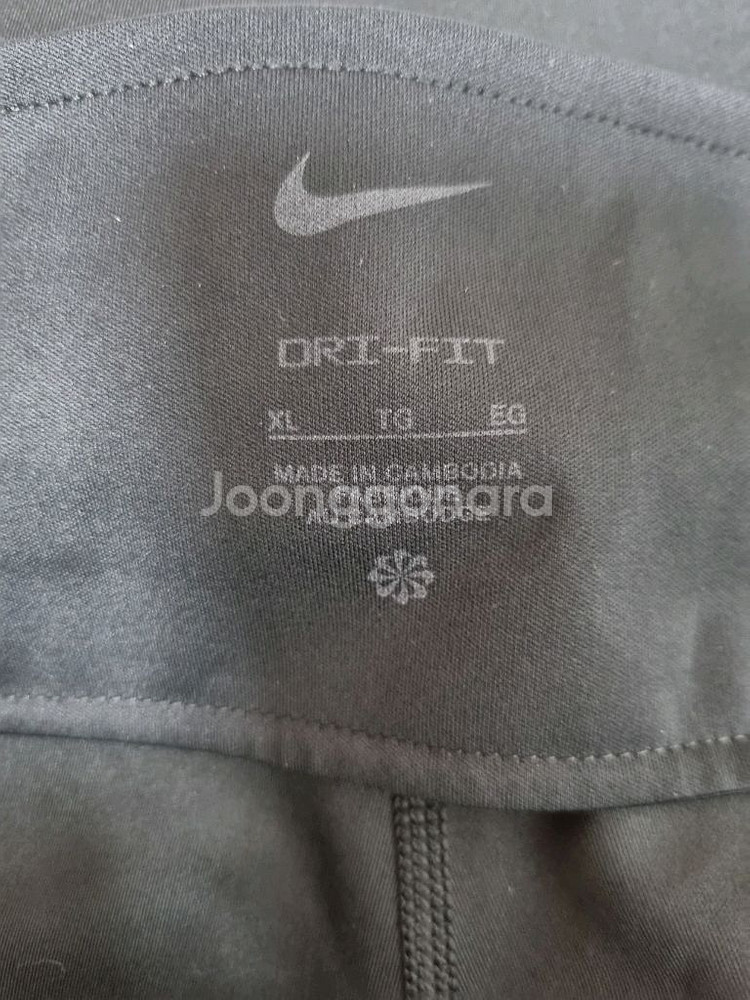 DRI-FIT
XL TG EG
MADE IN CAMBODIA
Joonggonara